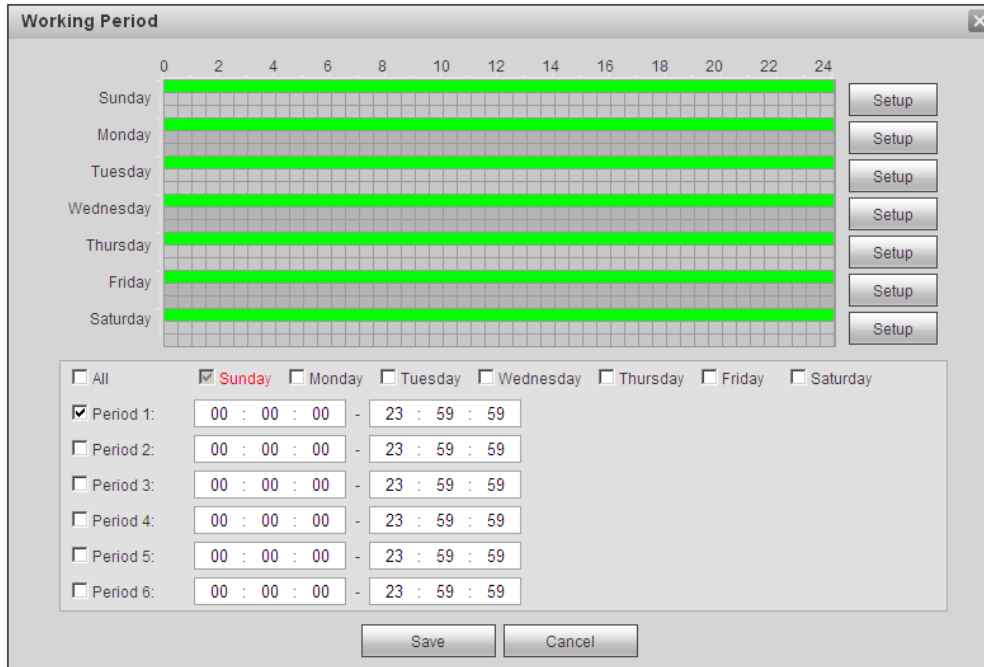 Working Period
0 2 4 6 8 10 12 14 16 18 20 22 24
Sunday Setup
Monday Setup
Tuesday Setup
Wednesday Setup
Thursday Setup
Friday Setup
Saturday Setup
All Sunday Monday Tuesday Wednesday Thursday Friday Saturday
Period 1: 00 : 00 : 00 - 23 : 59 : 59
Period 2: 00 : 00 : 00 - 23 : 59 : 59
Period 3: 00 : 00 : 00 - 23 : 59 : 59
Period 4: 00 : 00 : 00 - 23 : 59 : 59
Period 5: 00 : 00 : 00 - 23 : 59 : 59
Period 6: 00 : 00 : 00 - 23 : 59 : 59
Save Cancel